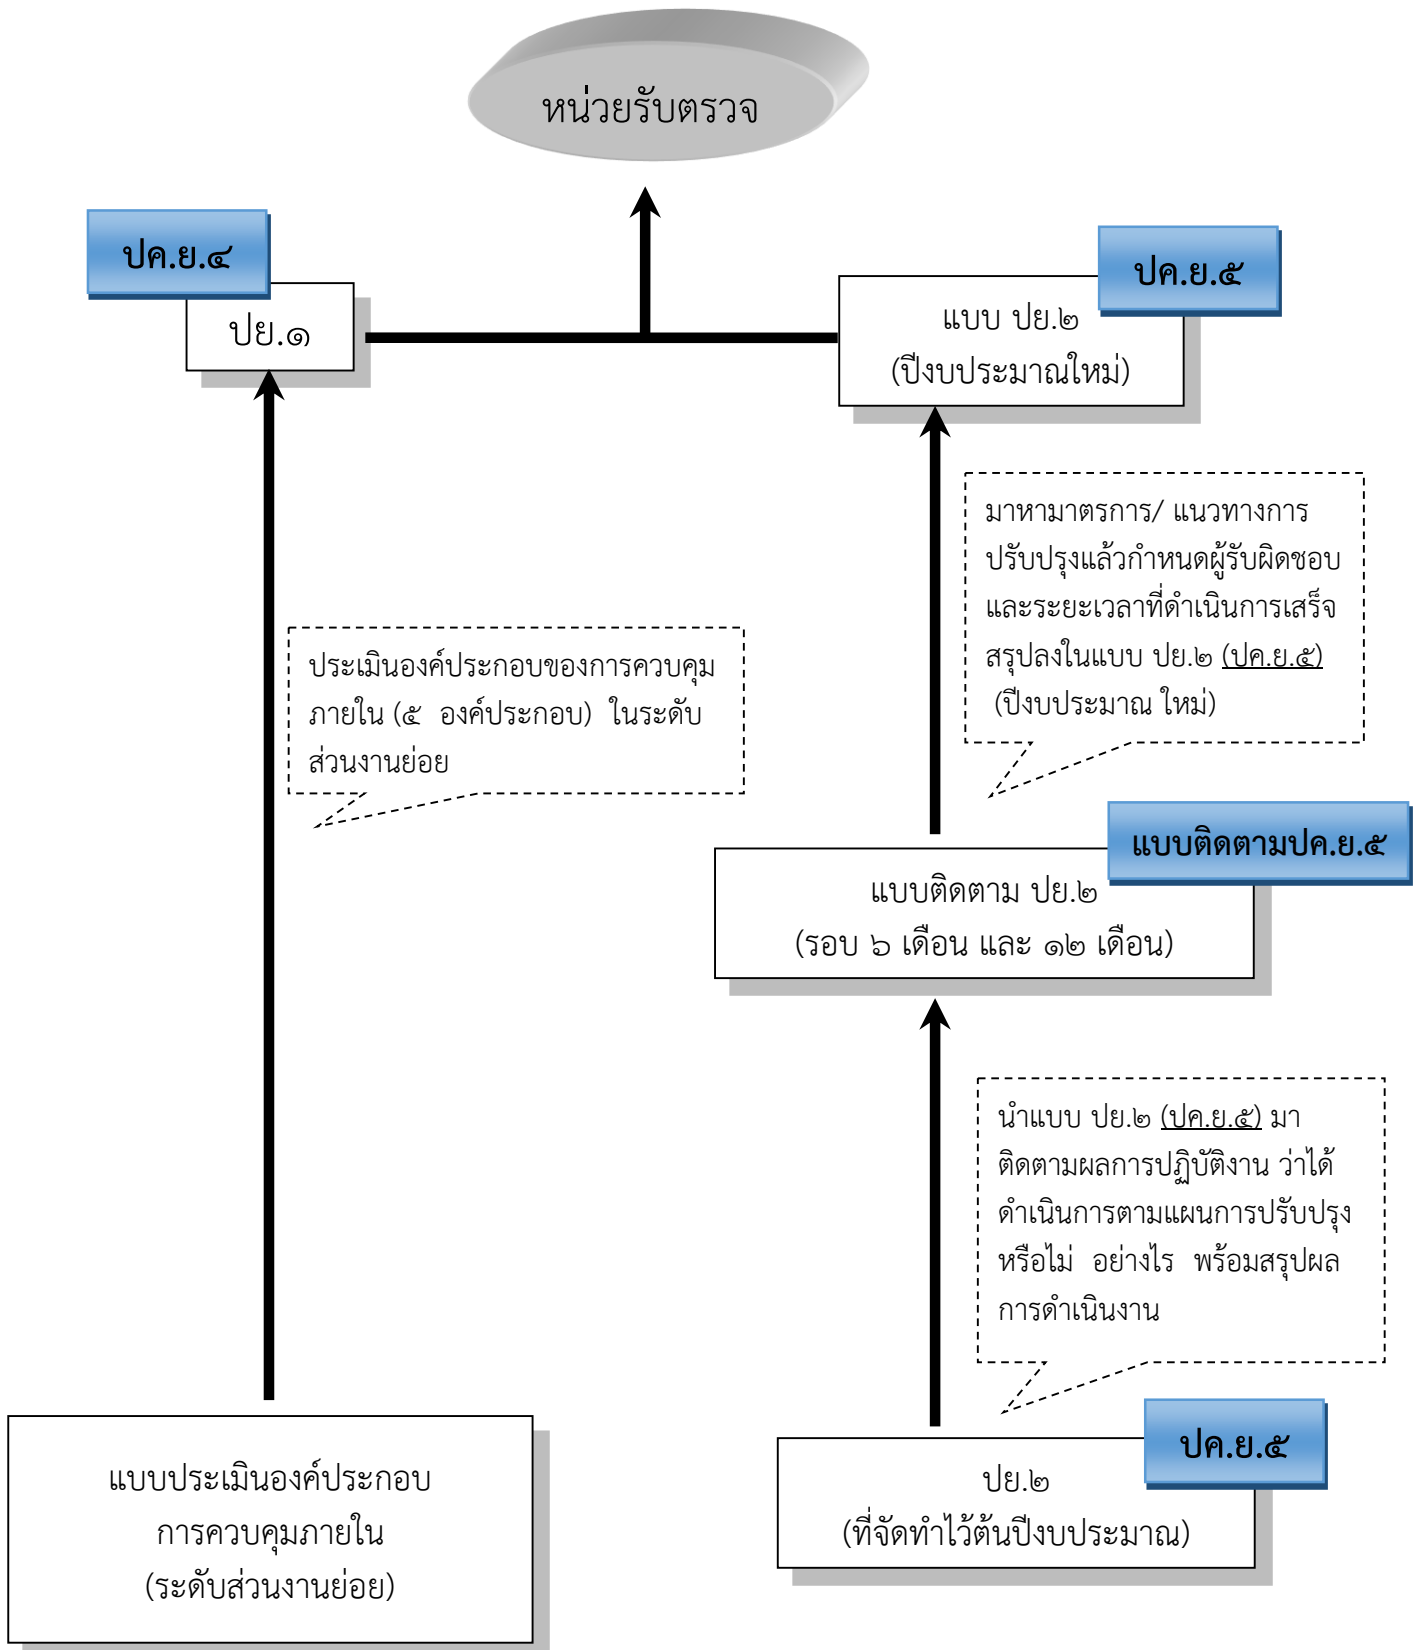 หน่วยรับตรวจ
ปค.ย.๔
ปย.๑
ปค.ย.๕
แบบ ปย.๒
(ปีงบประมาณใหม่)
มาหามาตรการ/ แนวทางการ
ปรับปรุงแล้วกำหนดผู้รับผิดชอบ
และระยะเวลาที่ดำเนินการเสร็จ
สรุปลงในแบบ ปย.๒ (ปค.ย.๕)
(ปีงบประมาณ ใหม่)
ประเมินองค์ประกอบของการควบคุม
ภายใน (๕ องค์ประกอบ) ในระดับ
ส่วนงานย่อย
แบบติดตามปค.ย.๕
แบบติดตาม ปย.๒
(รอบ ๖ เดือน และ ๑๒ เดือน)
นำแบบ ปย.๒ (ปค.ย.๕) มา
ติดตามผลการปฏิบัติงาน ว่าได้
ดำเนินการตามแผนการปรับปรุง
หรือไม่ อย่างไร พร้อมสรุปผล
การดำเนินงาน
แบบประเมินองค์ประกอบ
การควบคุมภายใน
(ระดับส่วนงานย่อย)
ปค.ย.๕
ปย.๒
(ที่จัดทำไว้ต้นปีงบประมาณ)